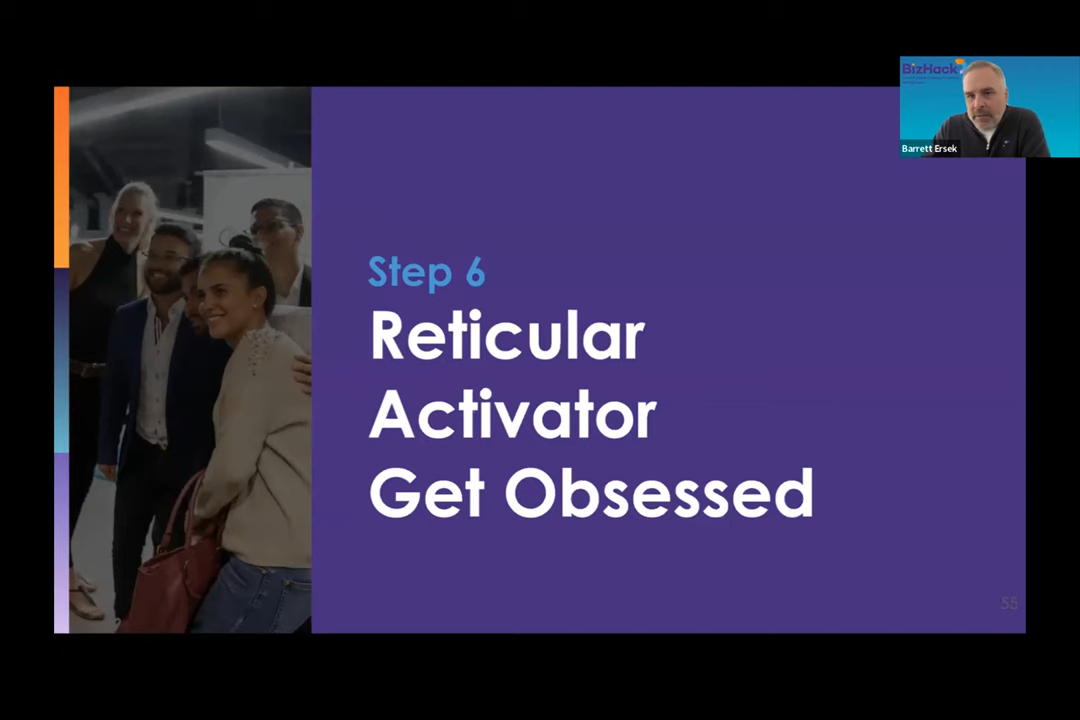 BizHack
Barrett Ersek
Step 6
Reticular
Activator
Get Obsessed
55